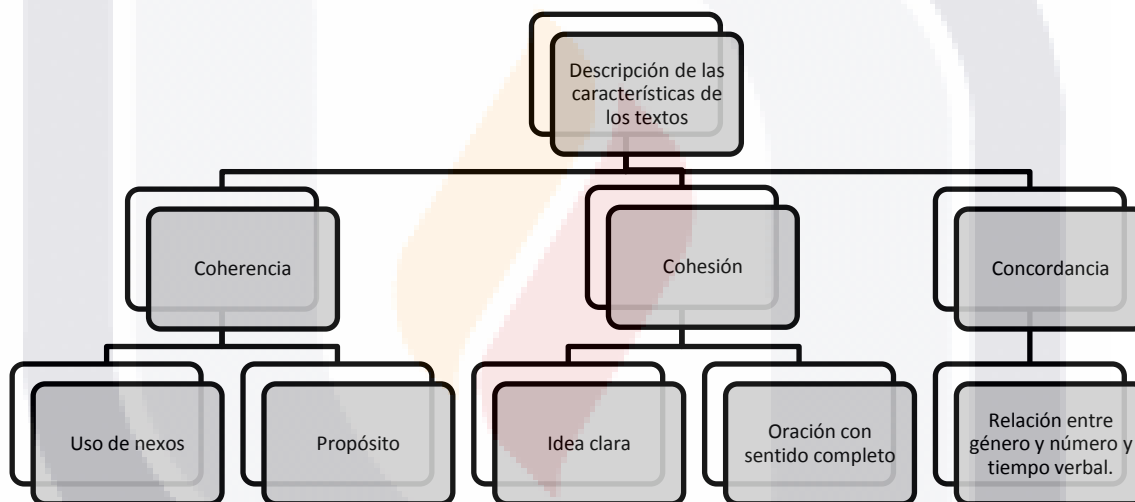 Descripción de las
características de
los textos
Coherencia
Cohesión
Concordancia
Uso de nexos
Propósito
Idea clara
Oración con
sentido completo
Relación entre
género y número y
tiempo verbal.